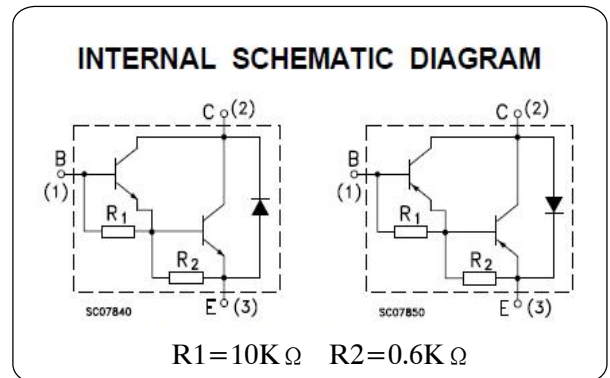 INTERNAL SCHEMATIC DIAGRAM
C (2)
B
(1)
R1
R2
SC07840
E (3)
C (2)
B
(1)
R1
R2
SC07850
E (3)
R1=10KΩ R2=0.6KΩ